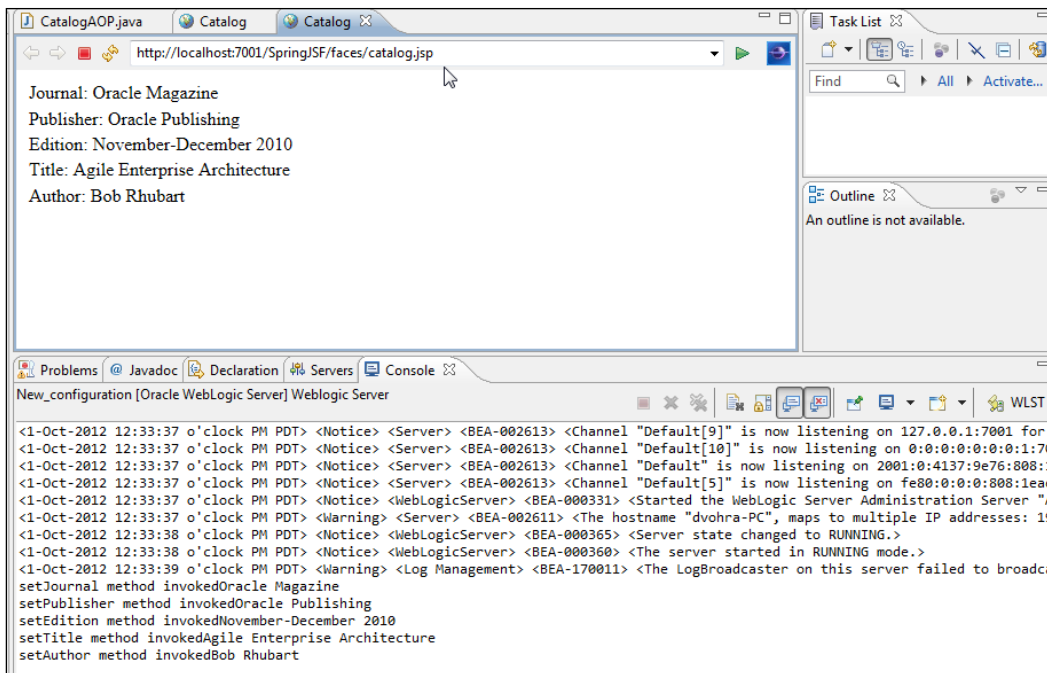 CatalogAOP.java
Catalog
Catalog
http://localhost:7001/SpringJSF/faces/catalog.jsp
Journal: Oracle Magazine
Publisher: Oracle Publishing
Edition: November-December 2010
Title: Agile Enterprise Architecture
Author: Bob Rhubart
Task List
Find
All
Activate...
Outline
An outline is not available.
Problems
@ Javadoc
Declaration
Servers
Console
New_configuration [Oracle WebLogic Server] Weblogic Server
WLST
<1-Oct-2012 12:33:37 o'clock PM PDT> <Notice> <Server> <BEA-002613> <Channel "Default[9]" is now listening on 127.0.0.1:7001 for
<1-Oct-2012 12:33:37 o'clock PM PDT> <Notice> <Server> <BEA-002613> <Channel "Default[10]" is now listening on 0:0:0:0:0:0:0:1:70
<1-Oct-2012 12:33:37 o'clock PM PDT> <Notice> <Server> <BEA-002613> <Channel "Default" is now listening on 2001:0:4137:9e76:808:
<1-Oct-2012 12:33:37 o'clock PM PDT> <Notice> <Server> <BEA-002613> <Channel "Default[5]" is now listening on fe80:0:0:0:808:1ea
<1-Oct-2012 12:33:37 o'clock PM PDT> <Notice> <WebLogicServer> <BEA-000331> <Started the WebLogic Server Administration Server "
<1-Oct-2012 12:33:37 o'clock PM PDT> <Warning> <Server> <BEA-002611> <The hostname "dvohra-PC", maps to multiple IP addresses: 19
<1-Oct-2012 12:33:38 o'clock PM PDT> <Notice> <WebLogicServer> <BEA-000365> <Server state changed to RUNNING.>
<1-Oct-2012 12:33:38 o'clock PM PDT> <Notice> <WebLogicServer> <BEA-000360> <The server started in RUNNING mode.>
<1-Oct-2012 12:33:39 o'clock PM PDT> <Warning> <Log Management> <BEA-170011> <The LogBroadcaster on this server failed to broadc
setJournal method invokedOracle Magazine
setPublisher method invokedOracle Publishing
setEdition method invokedNovember-December 2010
setTitle method invokedAgile Enterprise Architecture
setAuthor method invokedBob Rhubart